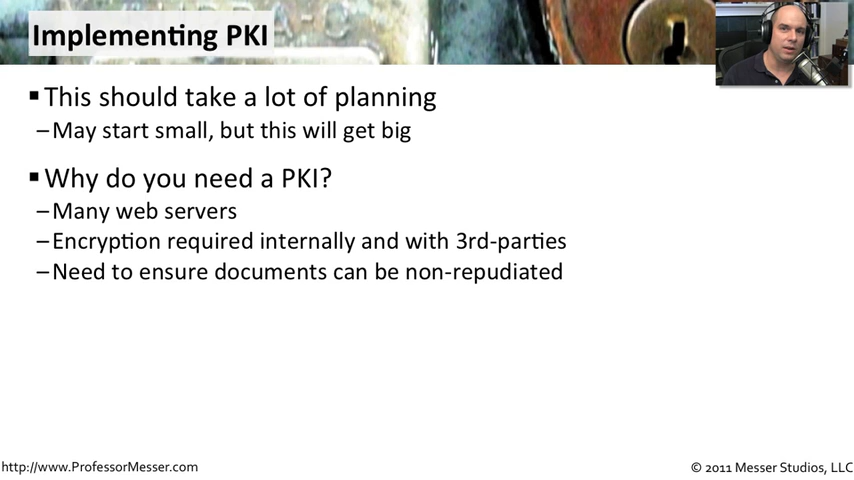 Implementing PKI
▪ This should take a lot of planning
– May start small, but this will get big
▪ Why do you need a PKI?
– Many web servers
– Encryption required internally and with 3rd-parties
– Need to ensure documents can be non-repudiated
http://www.ProfessorMesser.com
© 2011 Messer Studios, LLC